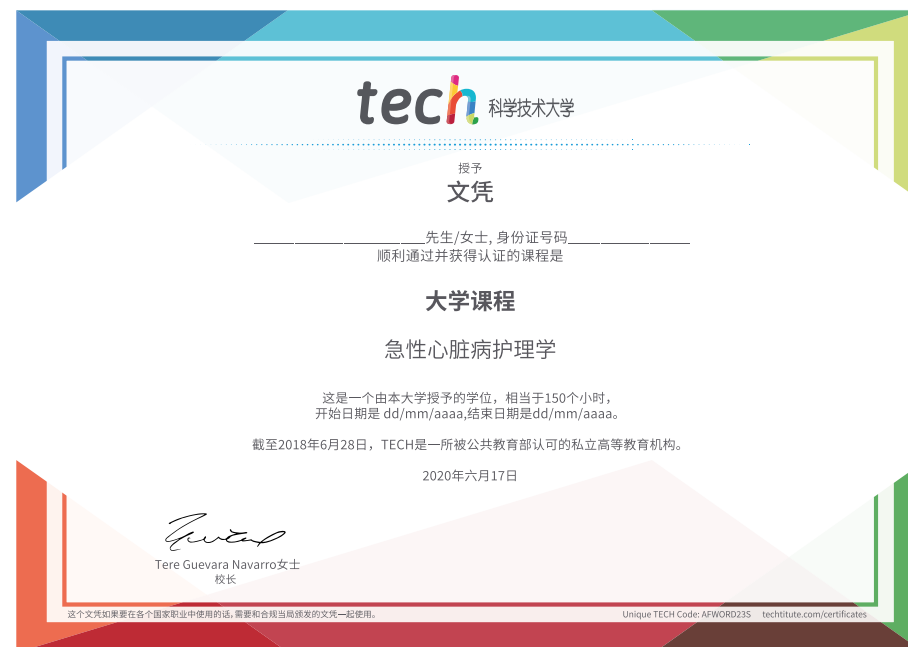 tech 科学技术大学
授予
文凭
______________________先生/女士, 身份证号码________________
顺利通过并获得认证的课程是
大学课程
急性心脏病护理学
这是一个由本大学授予的学位，相当于150个小时，
开始日期是 dd/mm/aaaa,结束日期是dd/mm/aaaa。
截至2018年6月28日，TECH是一所被公共教育部认可的私立高等教育机构。
2020年六月17日
Tere Guevara Navarro女士
校长
这个文凭如果要在各个国家职业中使用的话,需要和合规当局颁发的文凭一起使用。
Unique TECH Code: AFWORD23S techtitute.com/certificates